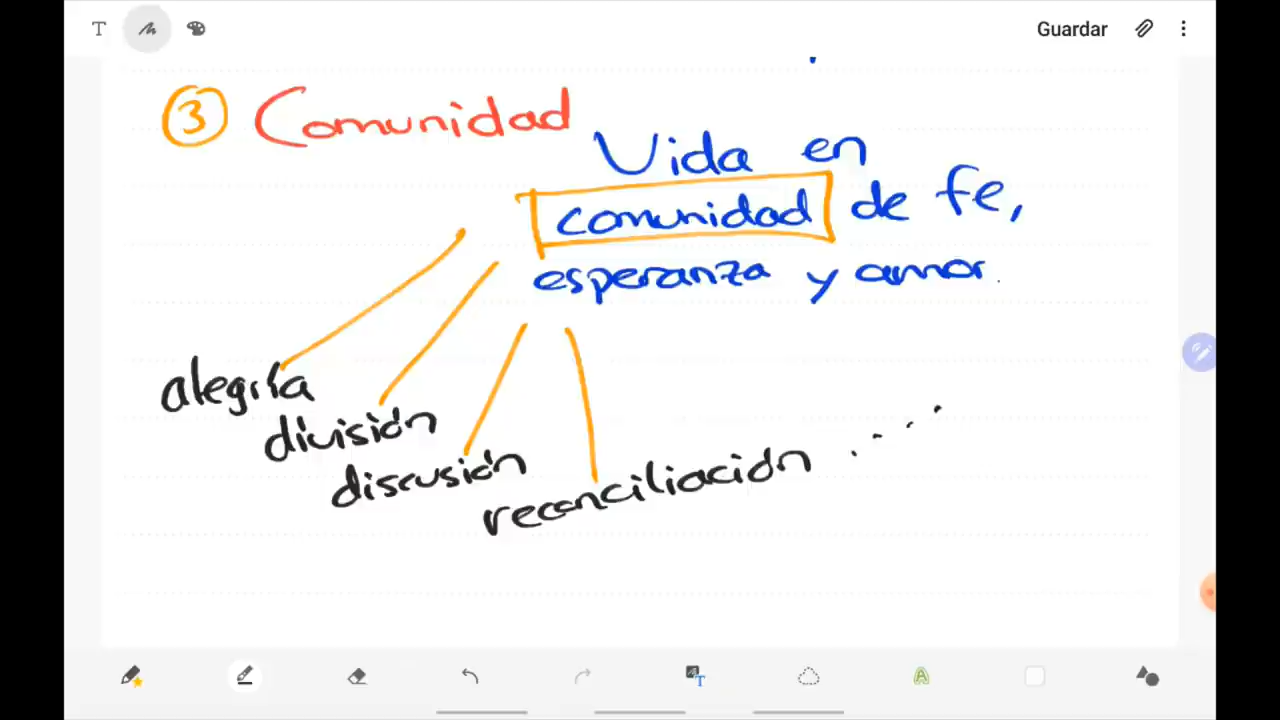 T
Guardar
3 Comunidad
Vida en
comunidad de fe,
esperanza y amor.
alegría
división
discusión
reconciliación .....
T
A